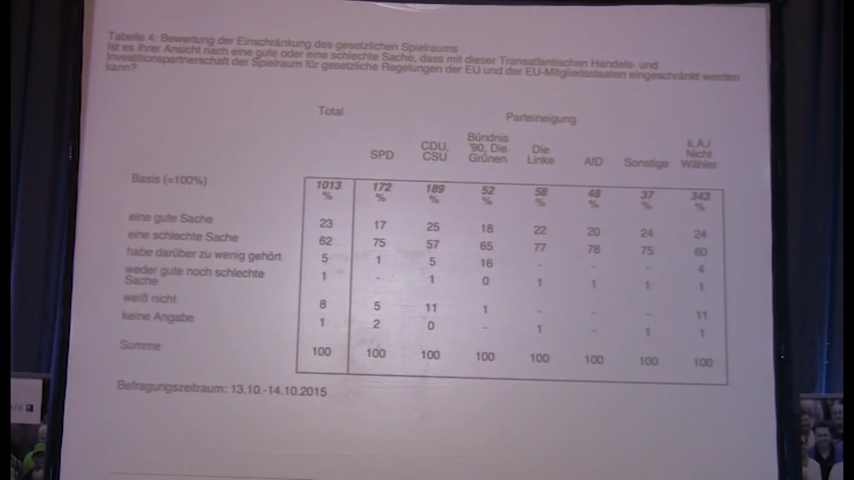 Tabelle 4: Bewertung der Einschränkung des gesetzlichen Spielraums
Ist es Ihrer Ansicht nach eine gute oder eine schlechte Sache, dass mit dieser Transatlantischen Handels- und
Investitionspartnerschaft der Spielraum für gesetzliche Regelungen der EU und der EU-Mitgliedsstaaten eingeschränkt werden
kann?
Total Parteineigung
SPD CDU, CSU Bündnis '90, Die Grünen Die Linke AfD Sonstige k.A./ Nicht Wähler
Basis (=100%) 1013 172 189 52 58 48 37 343
% % % % % % % %
eine gute Sache 23 17 25 18 22 20 24 24
eine schlechte Sache 62 75 57 65 77 78 75 60
habe darüber zu wenig gehört 5 1 5 16 - - - 4
weder gute noch schlechte
Sache 1 - 1 0 1 1 1 1
weiß nicht 8 5 11 1 - - - 11
keine Angabe 1 2 0 - 1 - 1 1
Summe 100 100 100 100 100 100 100 100
Befragungszeitraum: 13.10.-14.10.2015